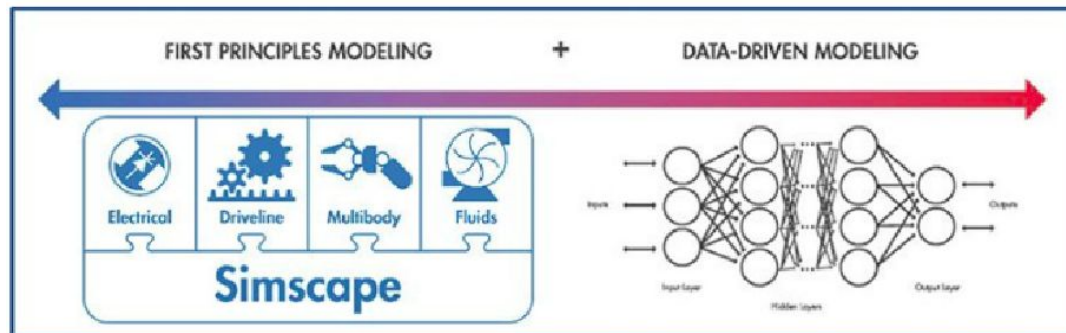 FIRST PRINCIPLES MODELING + DATA-DRIVEN MODELING
Electrical Driveline Multibody Fluids
Simscape
Inputs
Outputs
Input Layer
Hidden Layers
Output Layer